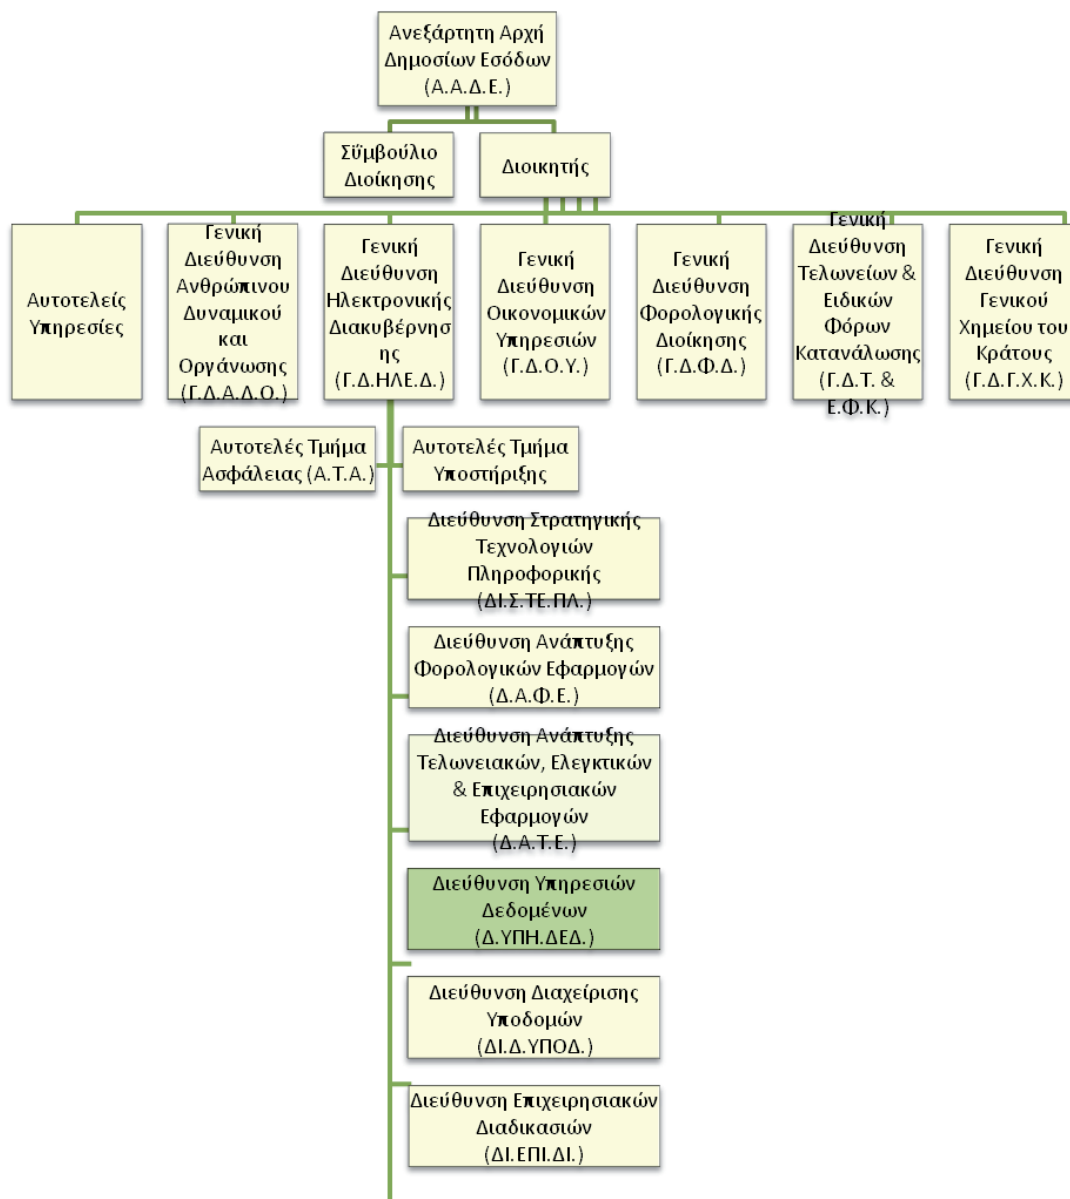 Ανεξάρτητη Αρχή
Δημοσίων Εσόδων
(Α.Α.Δ.Ε.)
Σΰμβούλιο
Διοίκησης
Διοικητής
Αυτοτελείς
Υπηρεσίες
Γενική
Διεύθυνση
Ανθρώπινου
Δυναμικού
και
Οργάνωσης
(Γ.Δ.Α.Δ.Ο.)
Γενική
Διεύθυνση
Ηλεκτρονικής
Διακυβέρνησ
ης
(Γ.Δ.ΗΛΕ.Δ.)
Γενική
Διεύθυνση
Οικονομικών
Υπηρεσιών
(Γ.Δ.Ο.Υ.)
Γενική
Διεύθυνση
Φορολογικής
Διοίκησης
(Γ.Δ.Φ.Δ.)
Γενική
Διεύθυνση
Τελωνείων &
Ειδικών
Φόρων
Κατανάλωσης
(Γ.Δ.Τ. &
Ε.Φ.Κ.)
Γενική
Διεύθυνση
Γενικού
Χημείου του
Κράτους
(Γ.Δ.Γ.Χ.Κ.)
Αυτοτελές Τμήμα
Ασφάλειας (Α.Τ.Α.)
Αυτοτελές Τμήμα
Υποστήριξης
Διεύθυνση Στρατηγικής
Τεχνολογιών
Πληροφορικής
(ΔΙ.Σ.ΤΕ.ΠΛ.)
Διεύθυνση Ανάπτυξης
Φορολογικών Εφαρμογών
(Δ.Α.Φ.Ε.)
Διεύθυνση Ανάπτυξης
Τελωνειακών, Ελεγκτικών
& Επιχειρησιακών
Εφαρμογών
(Δ.Α.Τ.Ε.)
Διεύθυνση Υπηρεσιών
Δεδομένων
(Δ.ΥΠΗ.ΔΕΔ.)
Διεύθυνση Διαχείρισης
Υποδομών
(ΔΙ.Δ.ΥΠΟΔ.)
Διεύθυνση Επιχειρησιακών
Διαδικασιών
(ΔΙ.ΕΠΙ.ΔΙ.)